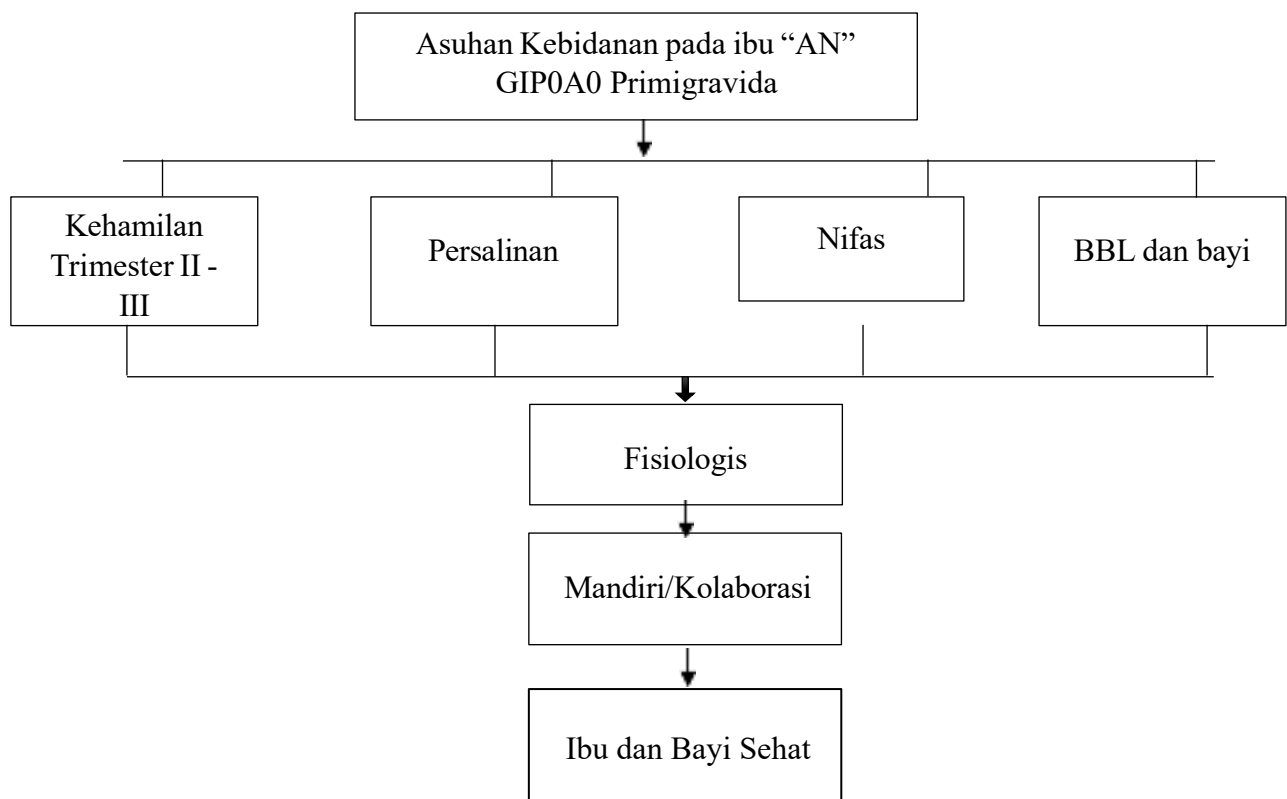 Asuhan Kebidanan pada ibu “AN”
GIP0A0 Primigravida
Kehamilan
Trimester II -
III
Persalinan
Nifas
BBL dan bayi
Fisiologis
Mandiri/Kolaborasi
Ibu dan Bayi Sehat